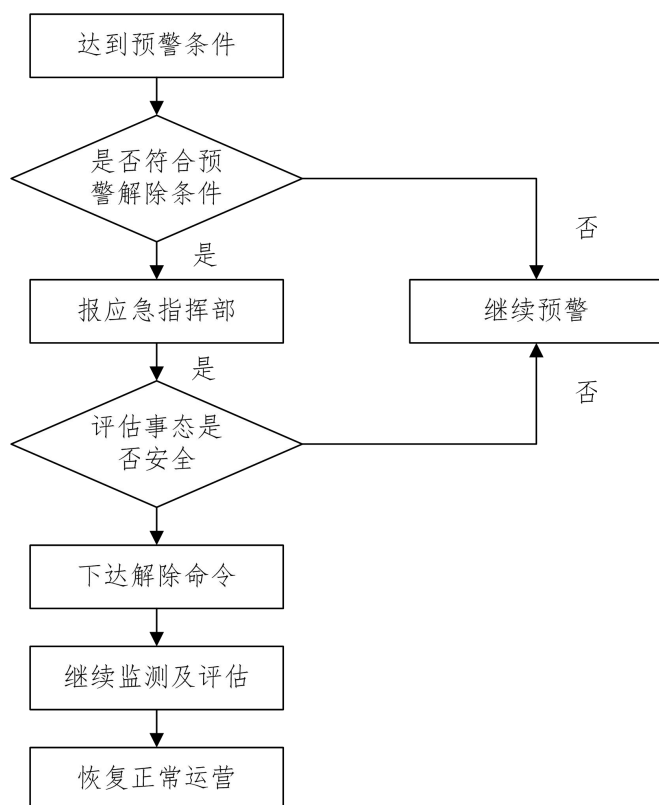 达到预警条件
是否符合预
警解除条件
否
是
报应急指挥部
继续预警
是
否
评估事态是
否安全
下达解除命令
继续监测及评估
恢复正常运营